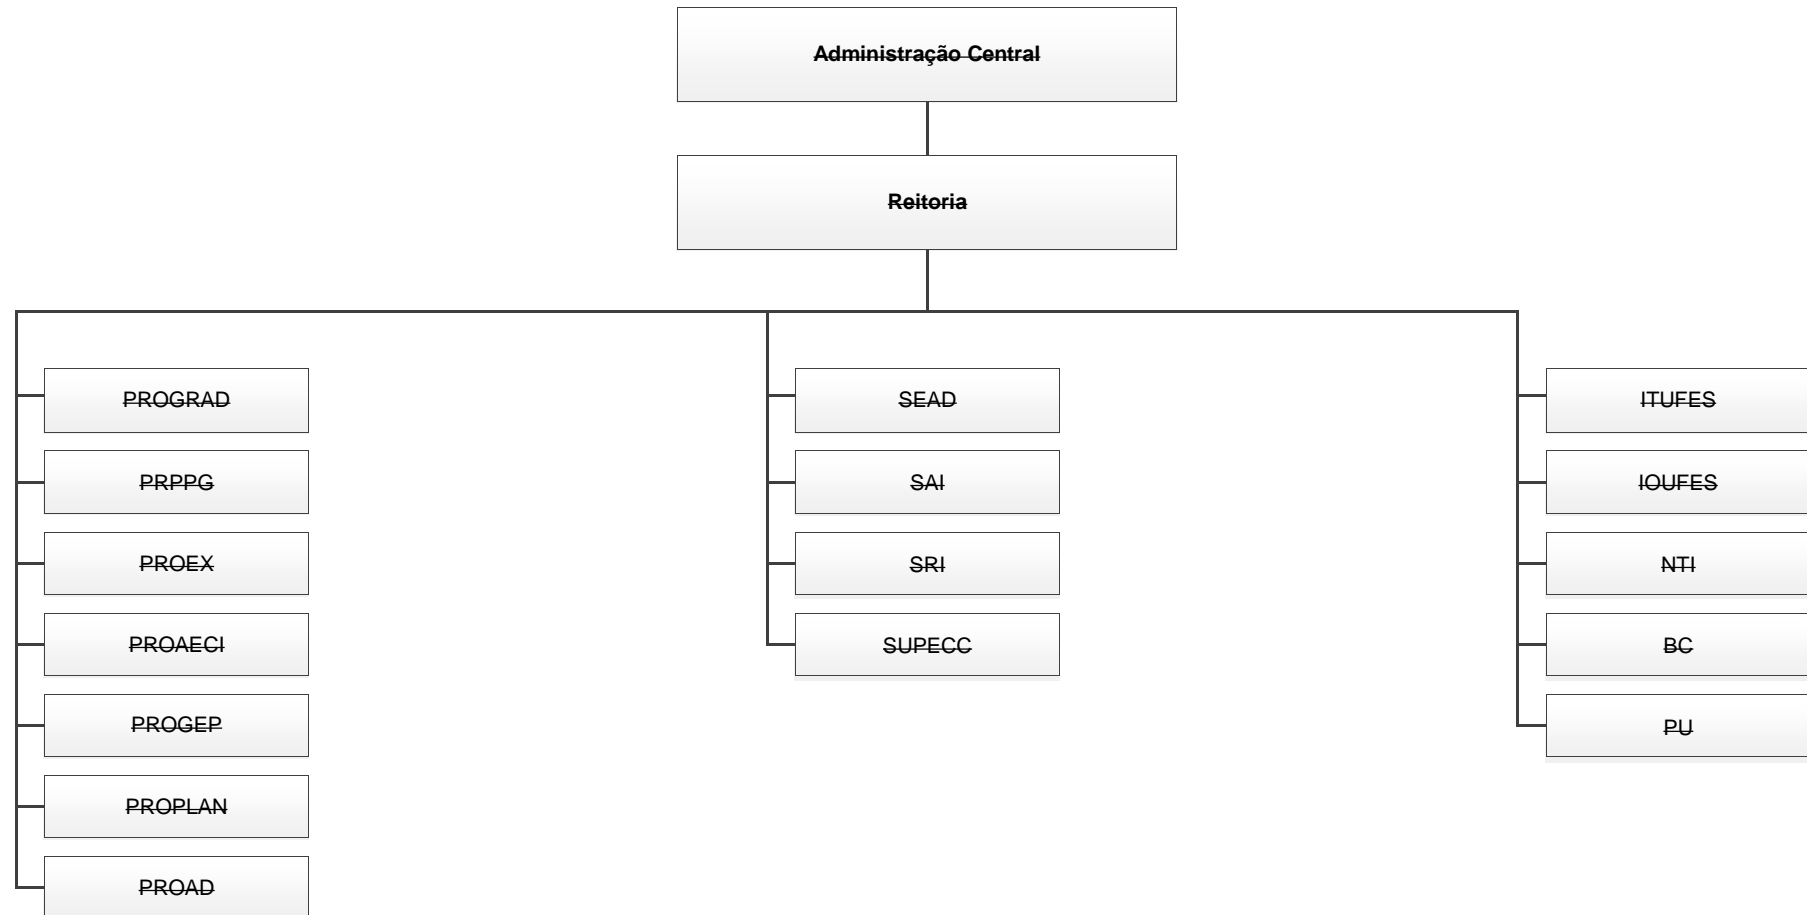 Administração Central
Reitoria
PROGRAD
PRPPG
PROEX
PROAECI
PROGEP
PROPLAN
PROAD
SEAD
SAI
SRI
SUPECC
ITUFES
IOUFES
NTI
BC
PU